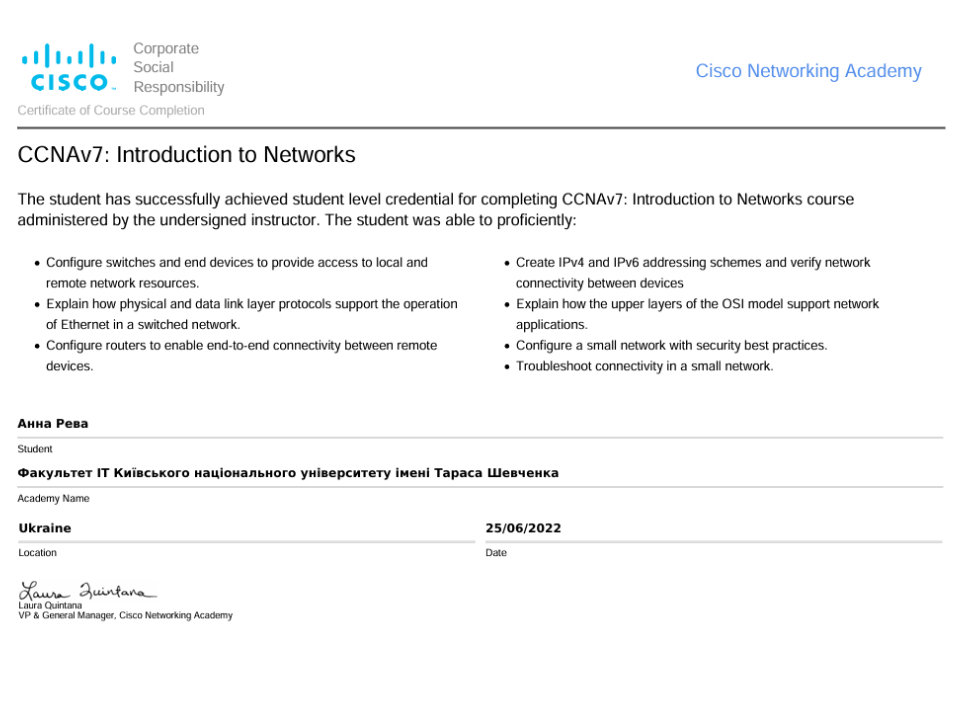 CISCO
Corporate
Social
Responsibility
Cisco Networking Academy
Certificate of Course Completion
CCNAv7: Introduction to Networks
The student has successfully achieved student level credential for completing CCNAv7: Introduction to Networks course
administered by the undersigned instructor. The student was able to proficiently:
• Configure switches and end devices to provide access to local and
remote network resources.
• Explain how physical and data link layer protocols support the operation
of Ethernet in a switched network.
• Configure routers to enable end-to-end connectivity between remote
devices.
• Create IPv4 and IPv6 addressing schemes and verify network
connectivity between devices
• Explain how the upper layers of the OSI model support network
applications.
• Configure a small network with security best practices.
• Troubleshoot connectivity in a small network.
Анна Рева
Student
Факультет ІТ Київського національного університету імені Тараса Шевченка
Academy Name
Ukraine
Location
25/06/2022
Date
Laura Quintana
Laura Quintana
VP & General Manager, Cisco Networking Academy